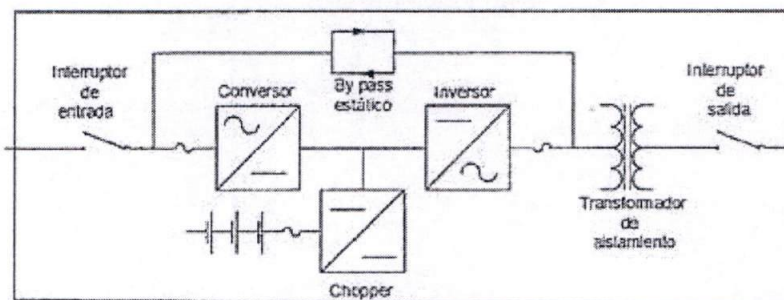 Interruptor
de
entrada
Conversor
By pass
estático
Inversor
Interruptor
de
salida
Transformador
de
aislamiento
Chopper